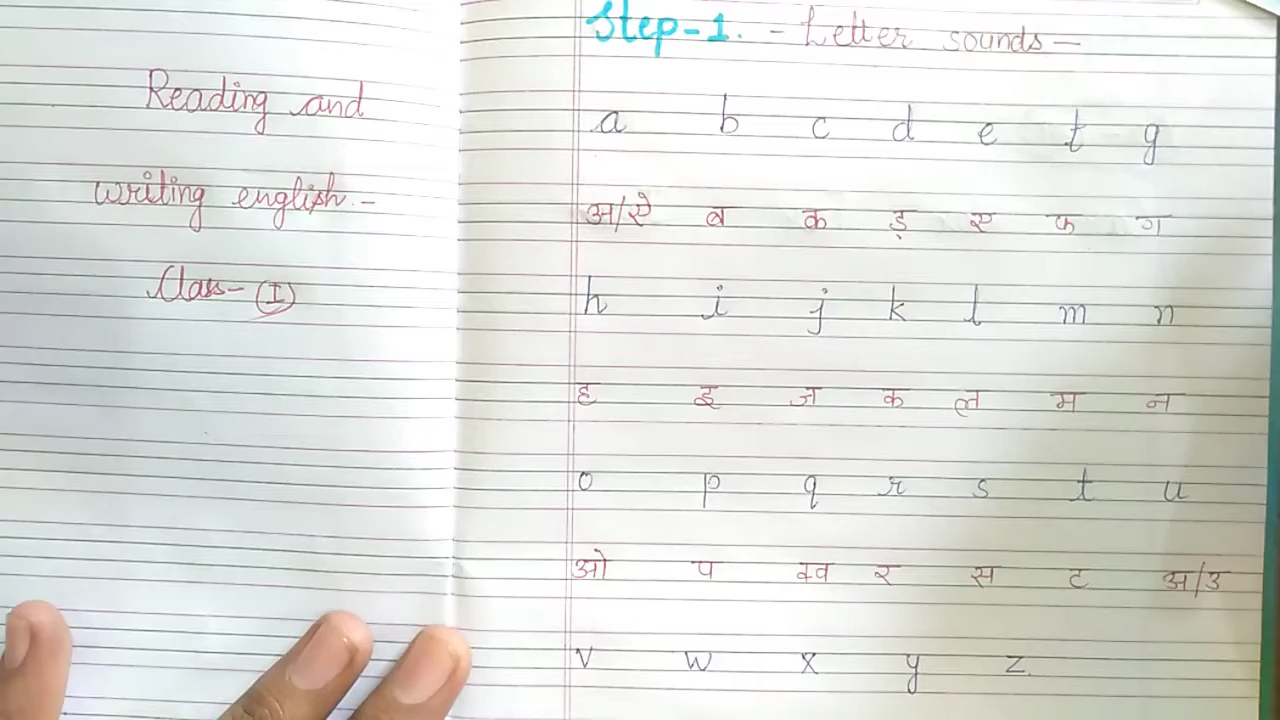 Reading and
writing english.-
Class-(I)
Step-1. - Letter sounds-
a b c d e f g
अ/ऐ ब क ड़ ए फ ग
h i j k l m n
ह इ ज क ल म न
o p q r s t u
ओ प क्व र स ट अ/उ
v w x y z.